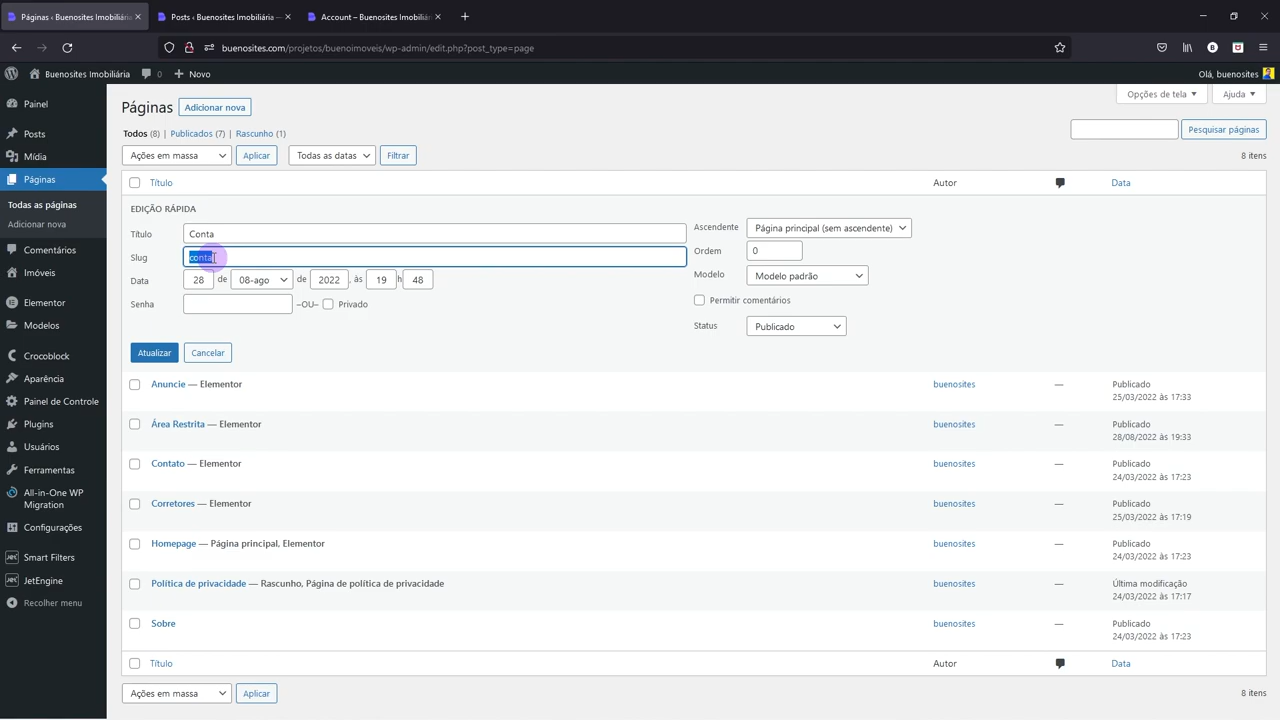 Páginas ‹ Buenosites Imobiliária
Posts ‹ Buenosites Imobiliária —
Account – Buenosites Imobiliária
buenosites.com/projetos/buenoimoveis/wp-admin/edit.php?post_type=page
Buenosites Imobiliária
0
Novo
Olá, buenosites
Painel
Posts
Mídia
Páginas
Todas as páginas
Adicionar nova
Comentários
Imóveis
Elementor
Modelos
Crocoblock
Aparência
Painel de Controle
Plugins
Usuários
Ferramentas
All-in-One WP
Migration
Configurações
Smart Filters
JetEngine
Recolher menu
Páginas Adicionar nova
Opções de tela
Ajuda
Todos (8) | Publicados (7) | Rascunho (1)
Pesquisar páginas
Ações em massa Aplicar Todas as datas Filtrar
8 itens
Título Autor Data
EDIÇÃO RÁPIDA
Título Conta
Slug conta
Data 28 de 08-ago de 2022 , às 19 h 48
Senha –OU– Privado
Ascendente Página principal (sem ascendente)
Ordem 0
Modelo Modelo padrão
Permitir comentários
Status Publicado
Atualizar Cancelar
Anuncie — Elementor buenosites — Publicado
25/03/2022 às 17:33
Área Restrita — Elementor buenosites — Publicado
28/08/2022 às 19:33
Contato — Elementor buenosites — Publicado
24/03/2022 às 17:23
Corretores — Elementor buenosites — Publicado
25/03/2022 às 17:19
Homepage — Página principal, Elementor buenosites — Publicado
24/03/2022 às 17:23
Política de privacidade — Rascunho, Página de política de privacidade buenosites — Última modificação
24/03/2022 às 17:17
Sobre buenosites — Publicado
24/03/2022 às 17:23
Título Autor Data
Ações em massa Aplicar
8 itens